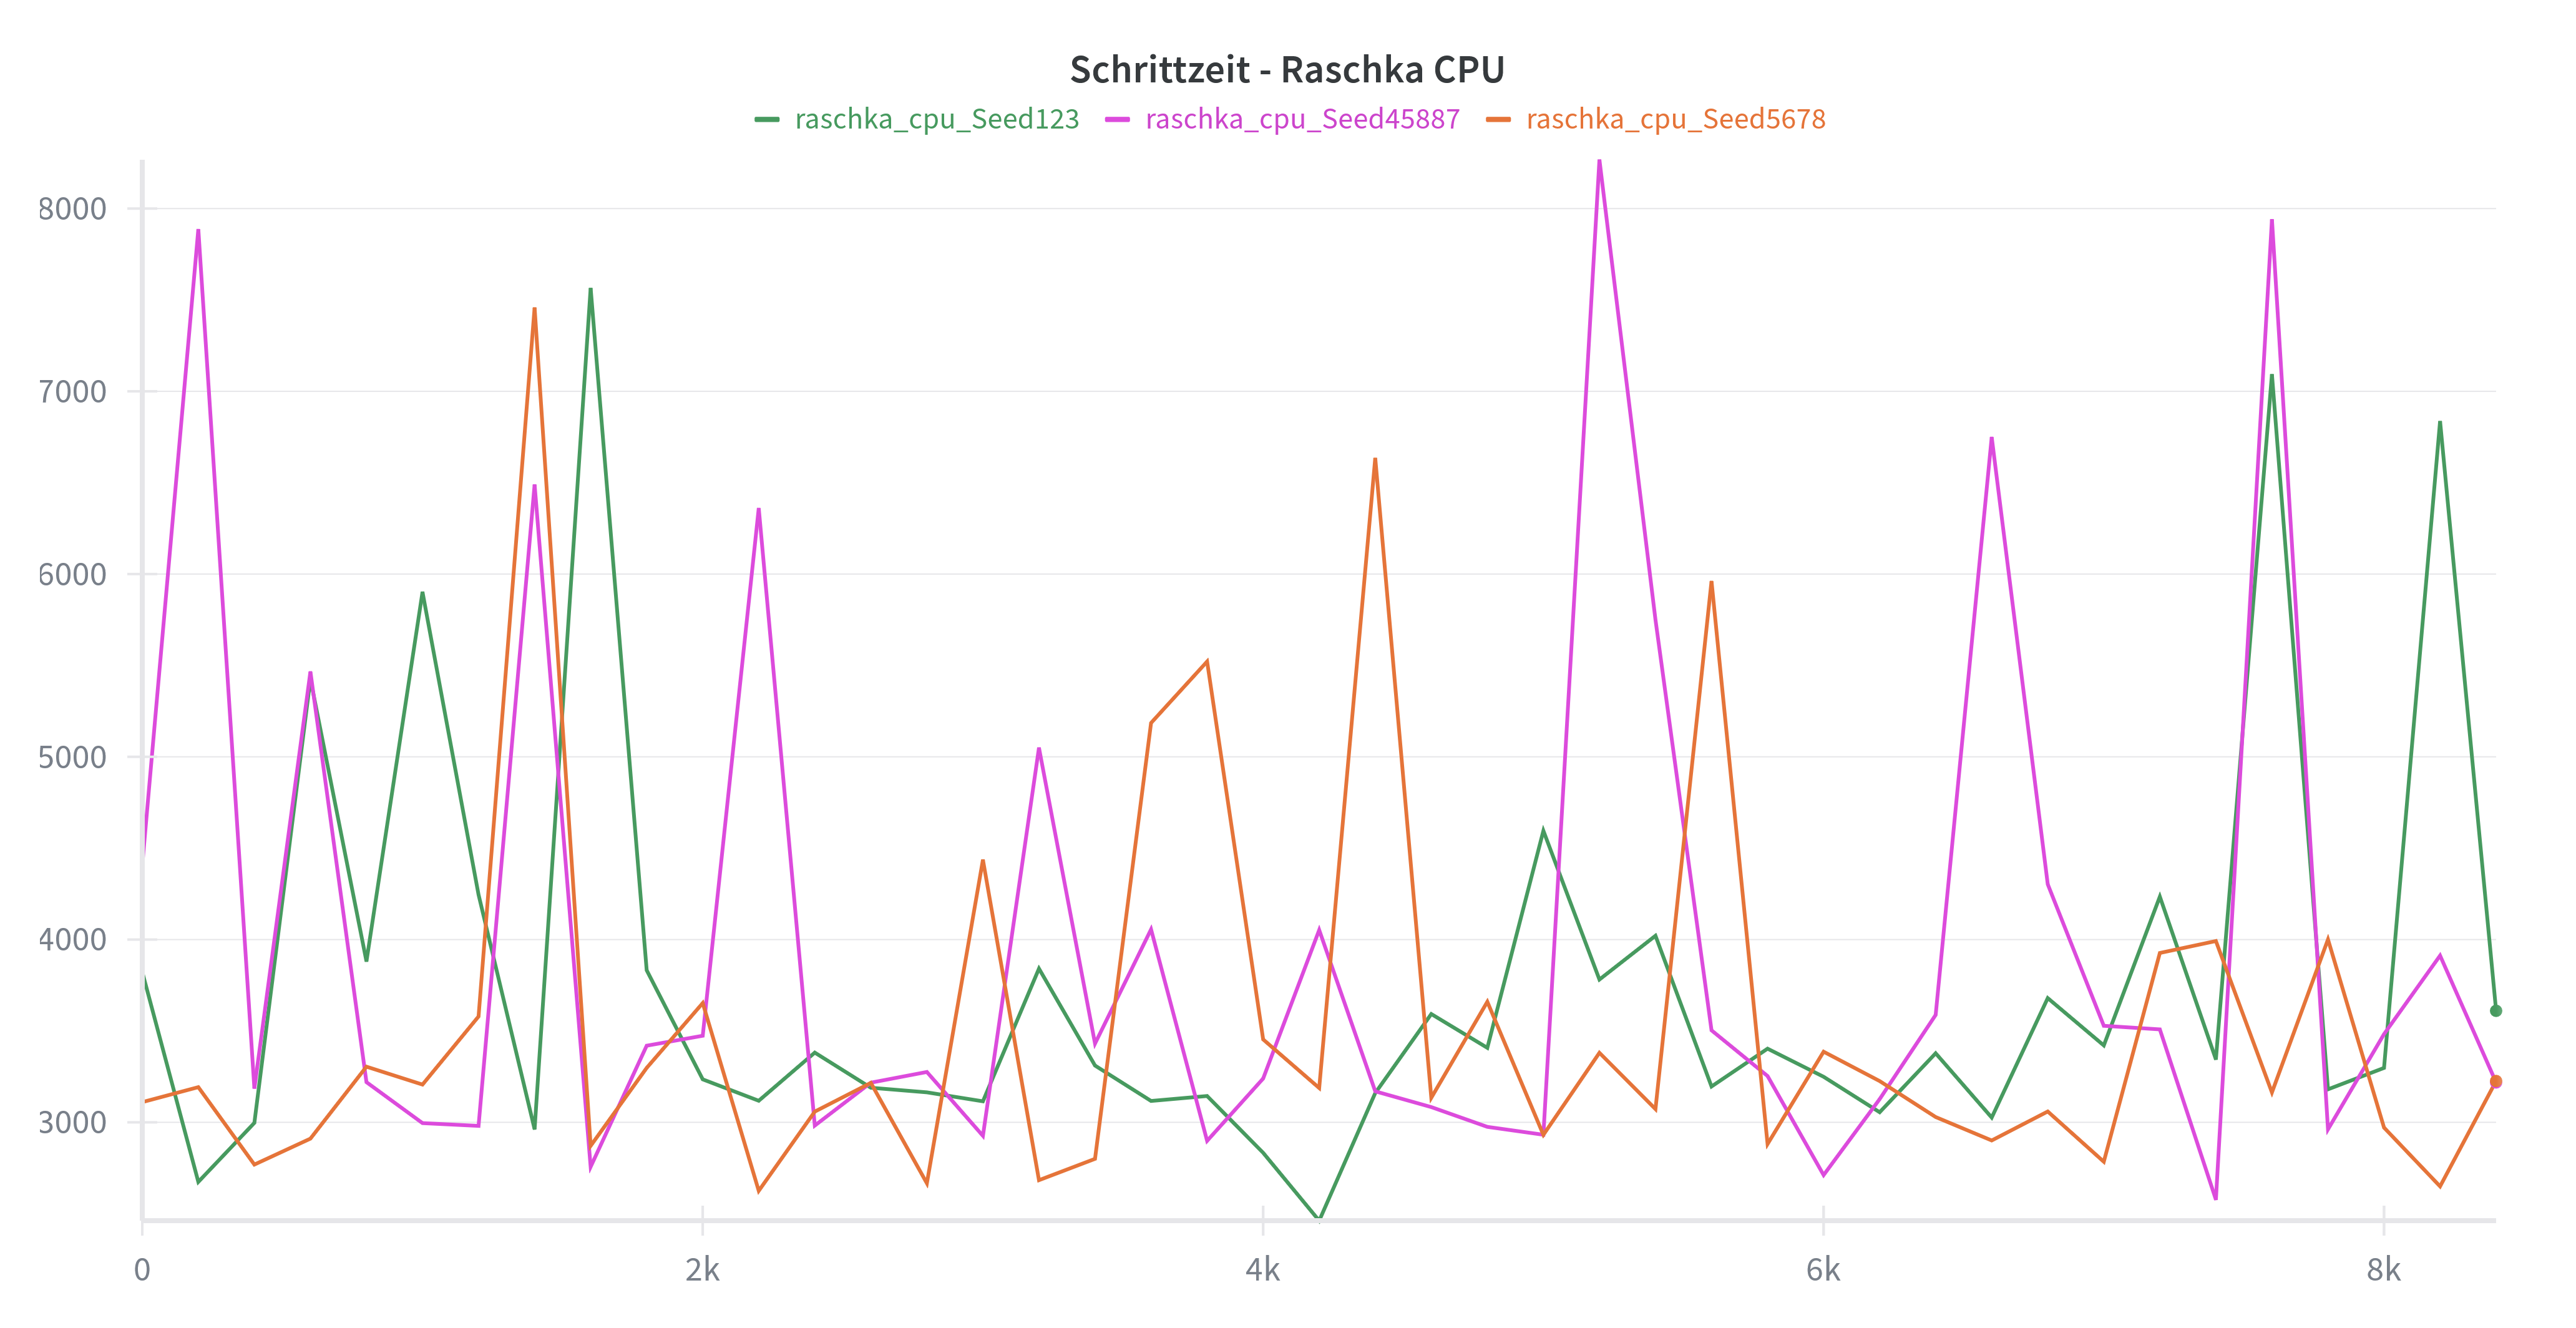 Schrittzeit - Raschka CPU
raschka_cpu_Seed123 raschka_cpu_Seed45887 raschka_cpu_Seed5678
8000
7000
6000
5000
4000
3000
0 2k 4k 6k 8k